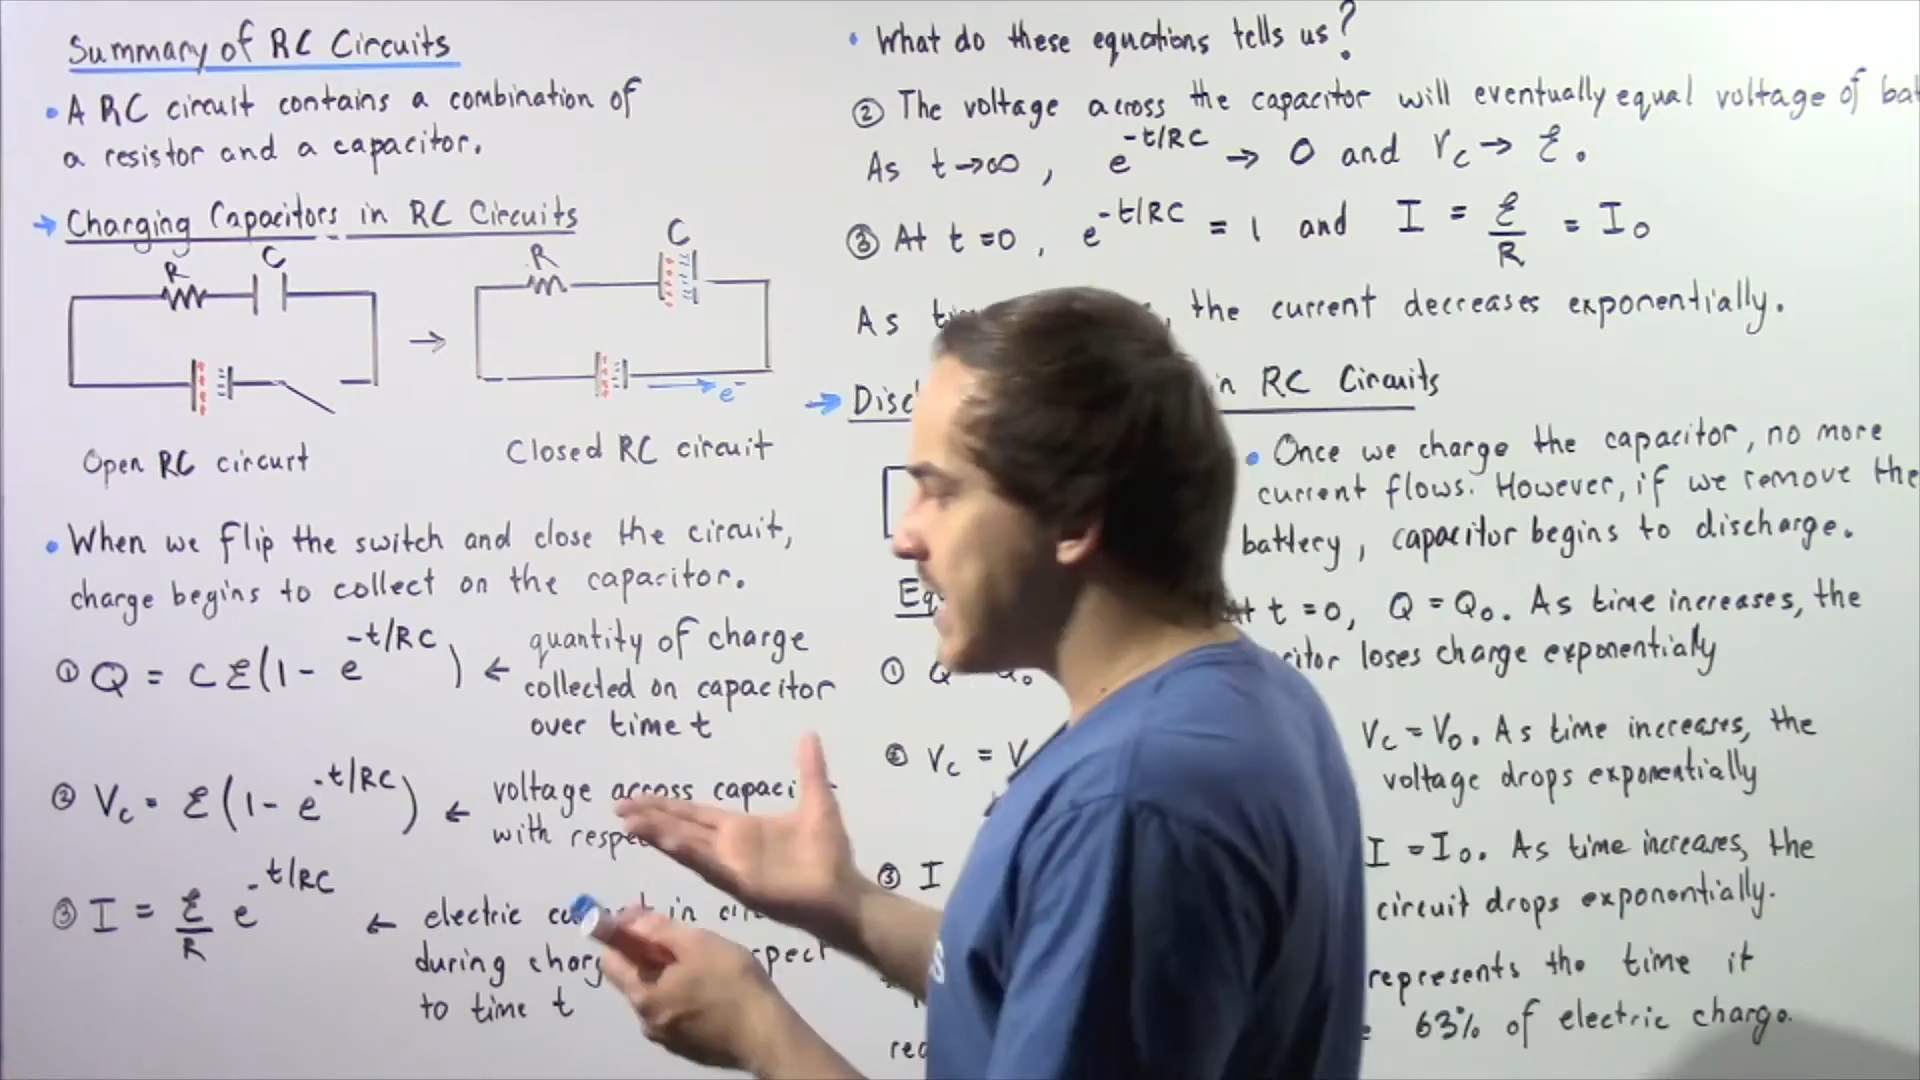 Summary of RC Circuits
• A RC circuit contains a combination of
a resistor and a capacitor.
→ Charging Capacitors in RC Circuits
R C
R C
→
e⁻
Open RC circuit
Closed RC circuit
• When we flip the switch and close the circuit,
charge begins to collect on the capacitor.
① Q = Cℰ(1 - e^-t/RC) ← quantity of charge
collected on capacitor
over time t
② Vc = ℰ(1 - e^-t/RC) ← voltage across
with
③ I = ℰ/R e^-t/RC ← electric in
during
to time t
• What do these equations tells us?
② The voltage across the capacitor will eventually equal voltage of
As t→∞, e^-t/RC → 0 and Vc → ℰ.
③ At t=0, e^-t/RC = 1 and I = ℰ/R = I₀
As , the current decreases exponentially.
→ in RC Circuits
• Once we charge the capacitor, no more
current flows. However, if we remove the
battery, capacitor begins to discharge.
t=0, Q=Q₀. As time increases, the
loses charge exponentially
① Q
② Vc = V
Vc = V₀. As time increases, the
voltage drops exponentially
③ I
I = I₀. As time increases, the
circuit drops exponentially.
represents the time it
63% of electric charge.